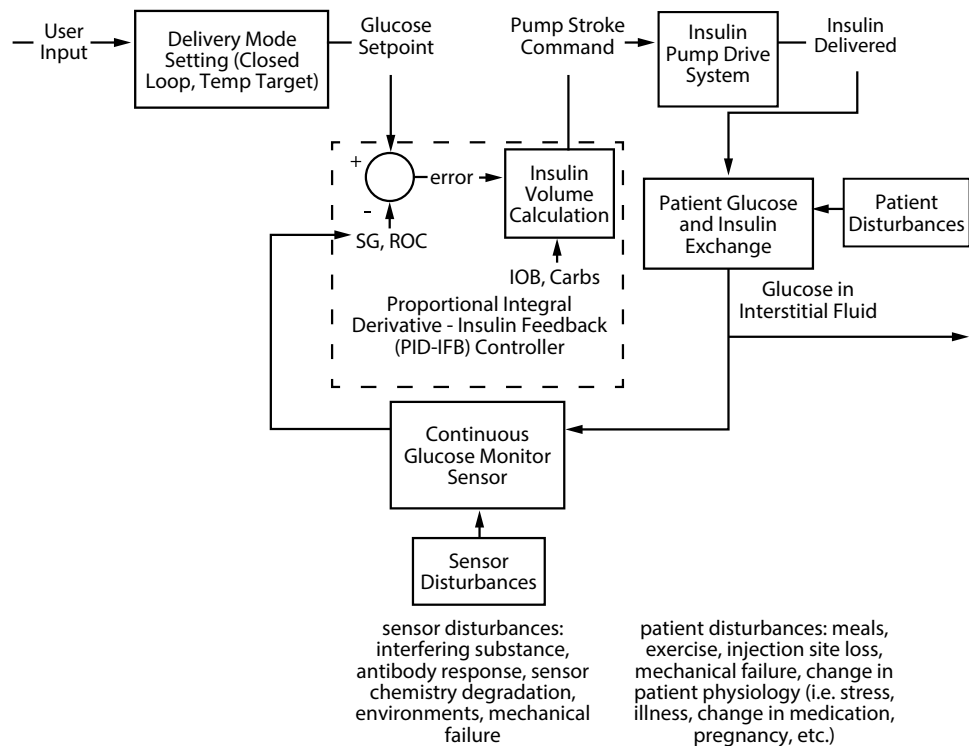 User
Input
Delivery Mode
Setting (Closed
Loop, Temp Target)
Glucose
Setpoint
Pump Stroke
Command
Insulin
Pump Drive
System
Insulin
Delivered
+
-
error
SG, ROC
Insulin
Volume
Calculation
IOB, Carbs
Proportional Integral
Derivative - Insulin Feedback
(PID-IFB) Controller
Patient Glucose
and Insulin
Exchange
Patient
Disturbances
Glucose in
Interstitial Fluid
Continuous
Glucose Monitor
Sensor
Sensor
Disturbances
sensor disturbances:
interfering substance,
antibody response, sensor
chemistry degradation,
environments, mechanical
failure
patient disturbances: meals,
exercise, injection site loss,
mechanical failure, change in
patient physiology (i.e. stress,
illness, change in medication,
pregnancy, etc.)